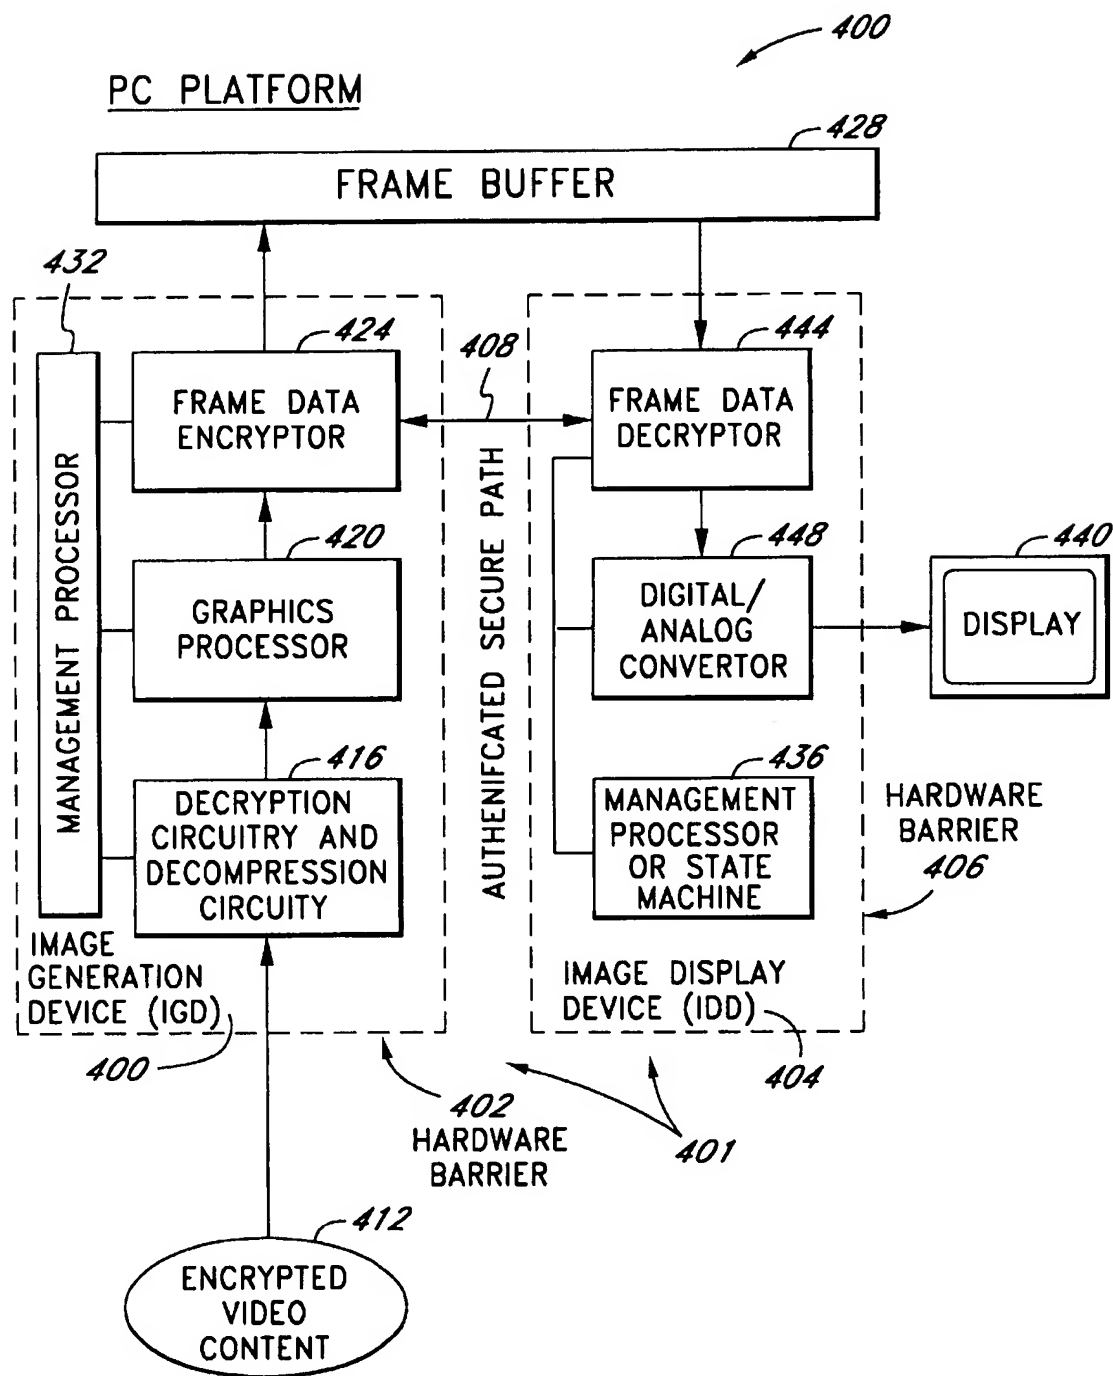 400
PC PLATFORM
428
FRAME BUFFER
432
424
FRAME DATA
ENCRYPTOR
408
444
FRAME DATA
DECRYPTOR
MANAGEMENT PROCESSOR
420
GRAPHICS
PROCESSOR
AUTHENIFCATED SECURE PATH
448
DIGITAL/
ANALOG
CONVERTOR
440
DISPLAY
416
DECRYPTION
CIRCUITRY AND
DECOMPRESSION
CIRCUITY
436
MANAGEMENT
PROCESSOR
OR STATE
MACHINE
HARDWARE
BARRIER
406
IMAGE
GENERATION
DEVICE (IGD)
400
IMAGE DISPLAY
DEVICE (IDD)
404
402
HARDWARE
BARRIER
401
412
ENCRYPTED
VIDEO
CONTENT